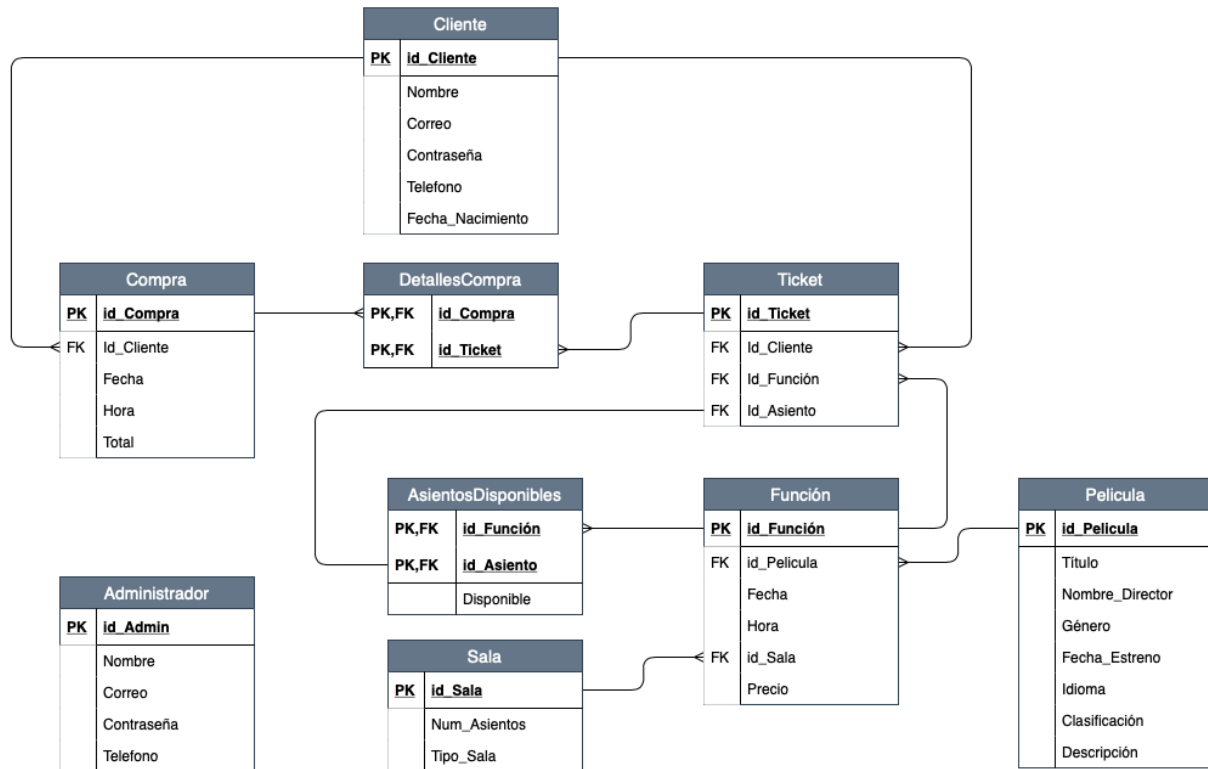 Cliente
PK id_Cliente
Nombre
Correo
Contraseña
Telefono
Fecha_Nacimiento
Compra
PK id_Compra
FK Id_Cliente
Fecha
Hora
Total
DetallesCompra
PK,FK id_Compra
PK,FK id_Ticket
Ticket
PK id_Ticket
FK Id_Cliente
FK Id_Función
FK Id_Asiento
AsientosDisponibles
PK,FK id_Función
PK,FK id_Asiento
Disponible
Función
PK id_Función
FK id_Pelicula
Fecha
Hora
FK id_Sala
Precio
Pelicula
PK id_Pelicula
Título
Nombre_Director
Género
Fecha_Estreno
Idioma
Clasificación
Descripción
Administrador
PK id_Admin
Nombre
Correo
Contraseña
Telefono
Sala
PK id_Sala
Num_Asientos
Tipo_Sala